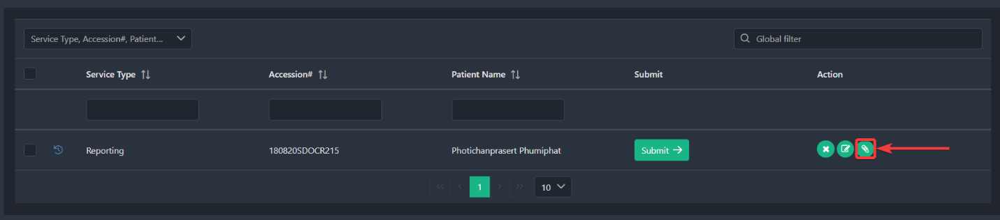 Service Type, Accession#, Patient... Global filter
Service Type Accession# Patient Name Submit Action
Reporting 180820SDOCR215 Photichanprasert Phumiphat Submit
1 10